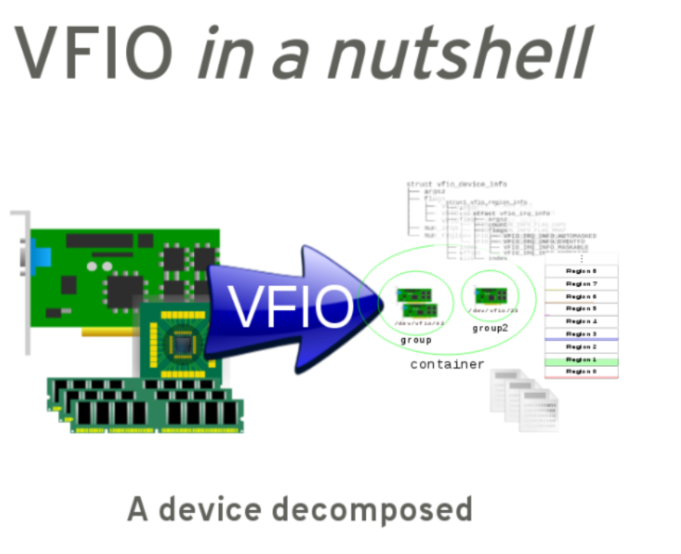 VFIO in a nutshell
struct vfio_device_info
argsz
flags
struct vfio_region_info
struct vfio_irq_info
argsz
flags
VFIO_IRQ_INFO_AUTOMASKED
VFIO_IRQ_INFO_EVENTFD
VFIO_IRQ_INFO_MASKABLE
index
VFIO
group
/dev/vfio/25
group2
container
Region 8
Region 7
Region 6
Region 5
Region 4
Region 3
Region 2
Region 1
Region 0
A device decomposed